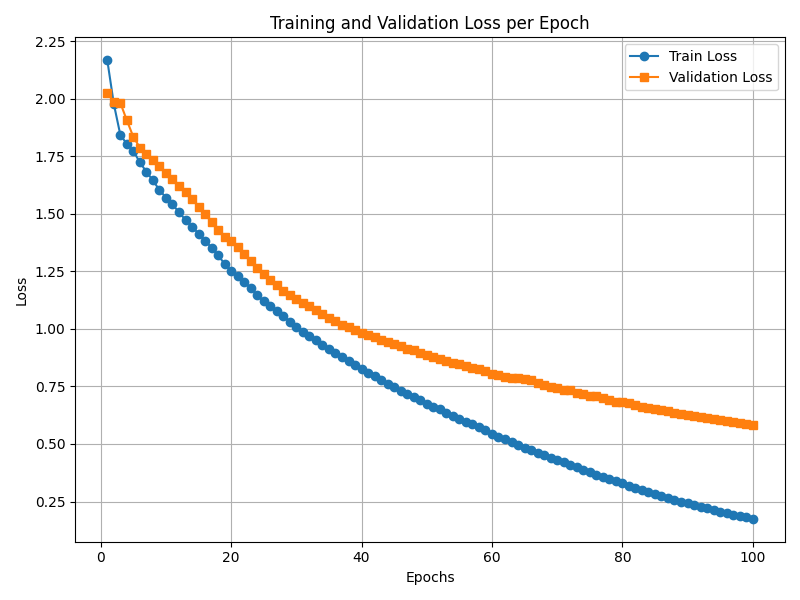 Training and Validation Loss per Epoch
Train Loss
Validation Loss
2.25
2.00
1.75
1.50
1.25
1.00
0.75
0.50
0.25
Loss
0 20 40 60 80 100
Epochs